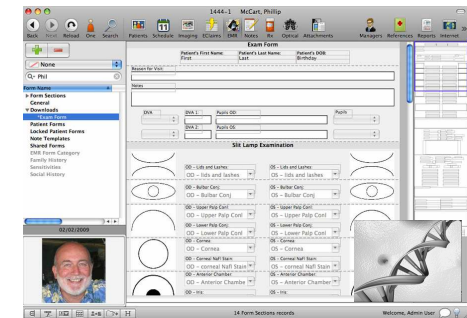 1444-1 McCart, Phillip
Back Next Reload One Search Patients Schedule Imaging EClaims EMR Notes Rx Optical Attachments Managers References Reports Internet
11
Exam Form
None
Phil
Form Name
Form Sections
General
Downloads
*Exam Form
Patient Forms
Locked Patient Forms
Note Templates
Shared Forms
EMR Form Category
Family History
Sensitivities
Social History
02/02/2009
Patient's First Name: Patient's Last Name: Patient's DOB:
First Last Birthday
Reason for Visit:
Notes
DVA DVA 1: Pupils OD: Pupils
DVA 2: Pupils OS:
Slit Lamp Examination
OD - Lids and Lashes: OS - Lids and Lashes:
OD - lids and lashes OS - lids and lashes
OD - Bulbar Conj: OS - Bulbar Conj:
OD - Bulbar Conj OS - Bulbar Conj
OD - Upper Palp Conj OS - Upper Palp Conj
OD - Upper Palp Conj OS - Upper Palp Conj
OD - Lower Palp Conj OS - Lower Palp Conj
OD - Lower Palp Conj OS - Lower Palp Conj
OD - Cornea: OS - Cornea:
OD - Cornea OS - Cornea
OD - Corneal Nafl Stain OS - Corneal Nafl Stain
OD - corneal Nafl Stain OS - corneal Nafl Stain
OD - Anterior Chamber: OS - Anterior Chamber:
OD - Anterior Chamber OS - Anterior Chamber
OD - Iris: OS - Iris:
14 Form Sections records
Welcome, Admin User